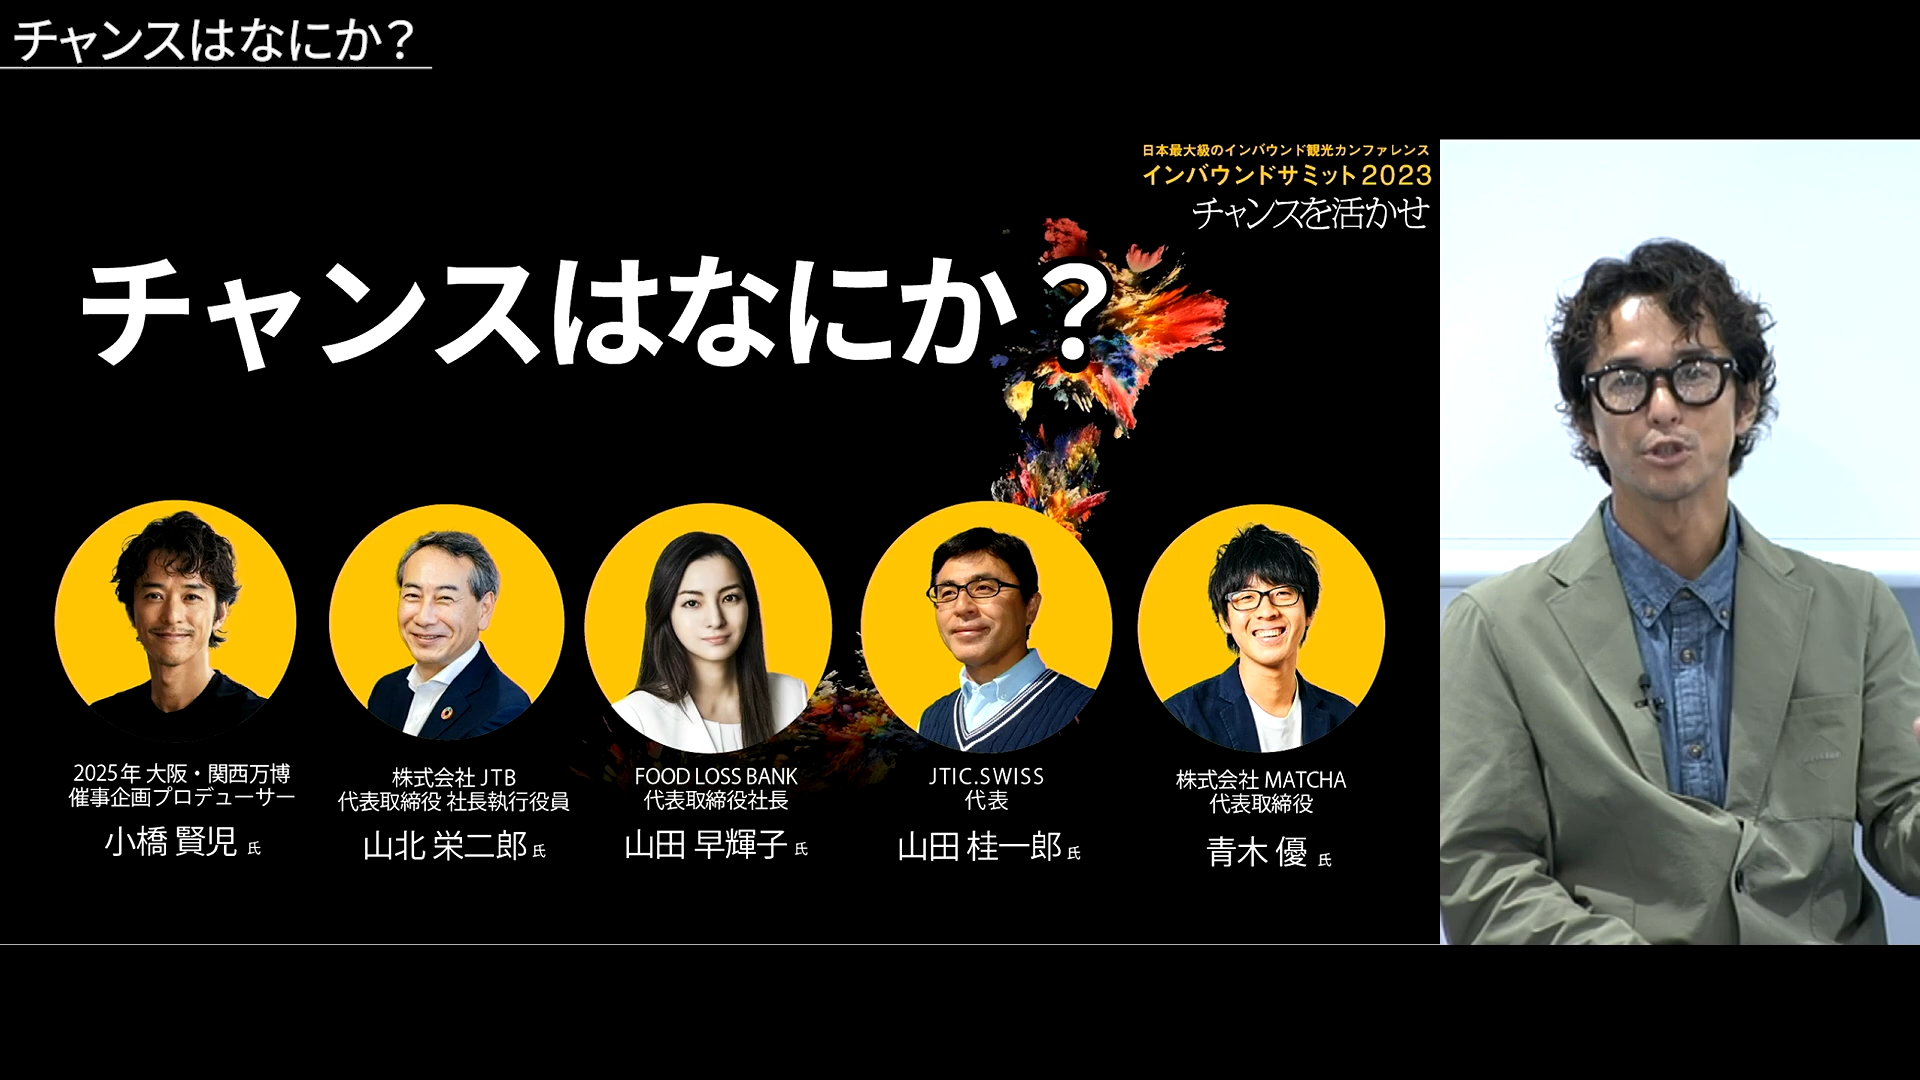 チャンスはなにか？
日本最大級のインバウンド観光カンファレンス
インバウンドサミット2023
チャンスを活かせ
チャンスはなにか？
2025年 大阪・関西万博
催事企画プロデューサー
小橋 賢児 氏
株式会社 JTB
代表取締役 社長執行役員
山北 栄二郎 氏
FOOD LOSS BANK
代表取締役社長
山田 早輝子 氏
JTIC.SWISS
代表
山田 桂一郎 氏
株式会社 MATCHA
代表取締役
青木 優 氏